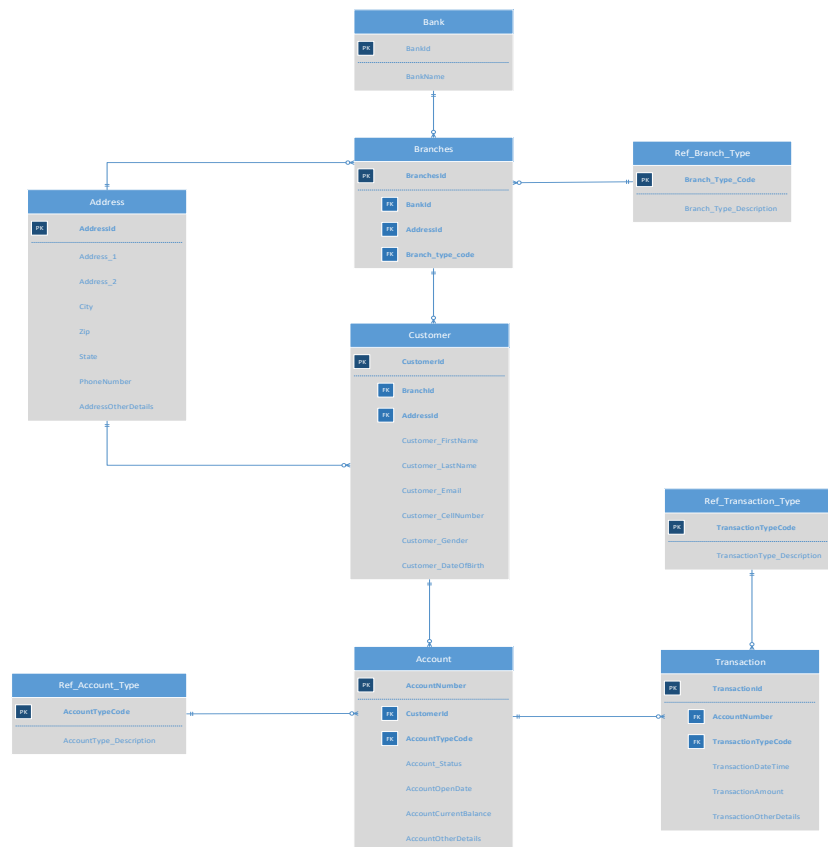 Bank
PK BankId
BankName
Branches
PK BranchesId
FK BankId
FK AddressId
FK Branch_type_code
Ref_Branch_Type
PK Branch_Type_Code
Branch_Type_Description
Address
PK AddressId
Address_1
Address_2
City
Zip
State
PhoneNumber
AddressOtherDetails
Customer
PK CustomerId
FK BranchId
FK AddressId
Customer_FirstName
Customer_LastName
Customer_Email
Customer_CellNumber
Customer_Gender
Customer_DateOfBirth
Ref_Transaction_Type
PK TransactionTypeCode
TransactionType_Description
Ref_Account_Type
PK AccountTypeCode
AccountType_Description
Account
PK AccountNumber
FK CustomerId
FK AccountTypeCode
Account_Status
AccountOpenDate
AccountCurrentBalance
AccountOtherDetails
Transaction
PK TransactionId
FK AccountNumber
FK TransactionTypeCode
TransactionDateTime
TransactionAmount
TransactionOtherDetails